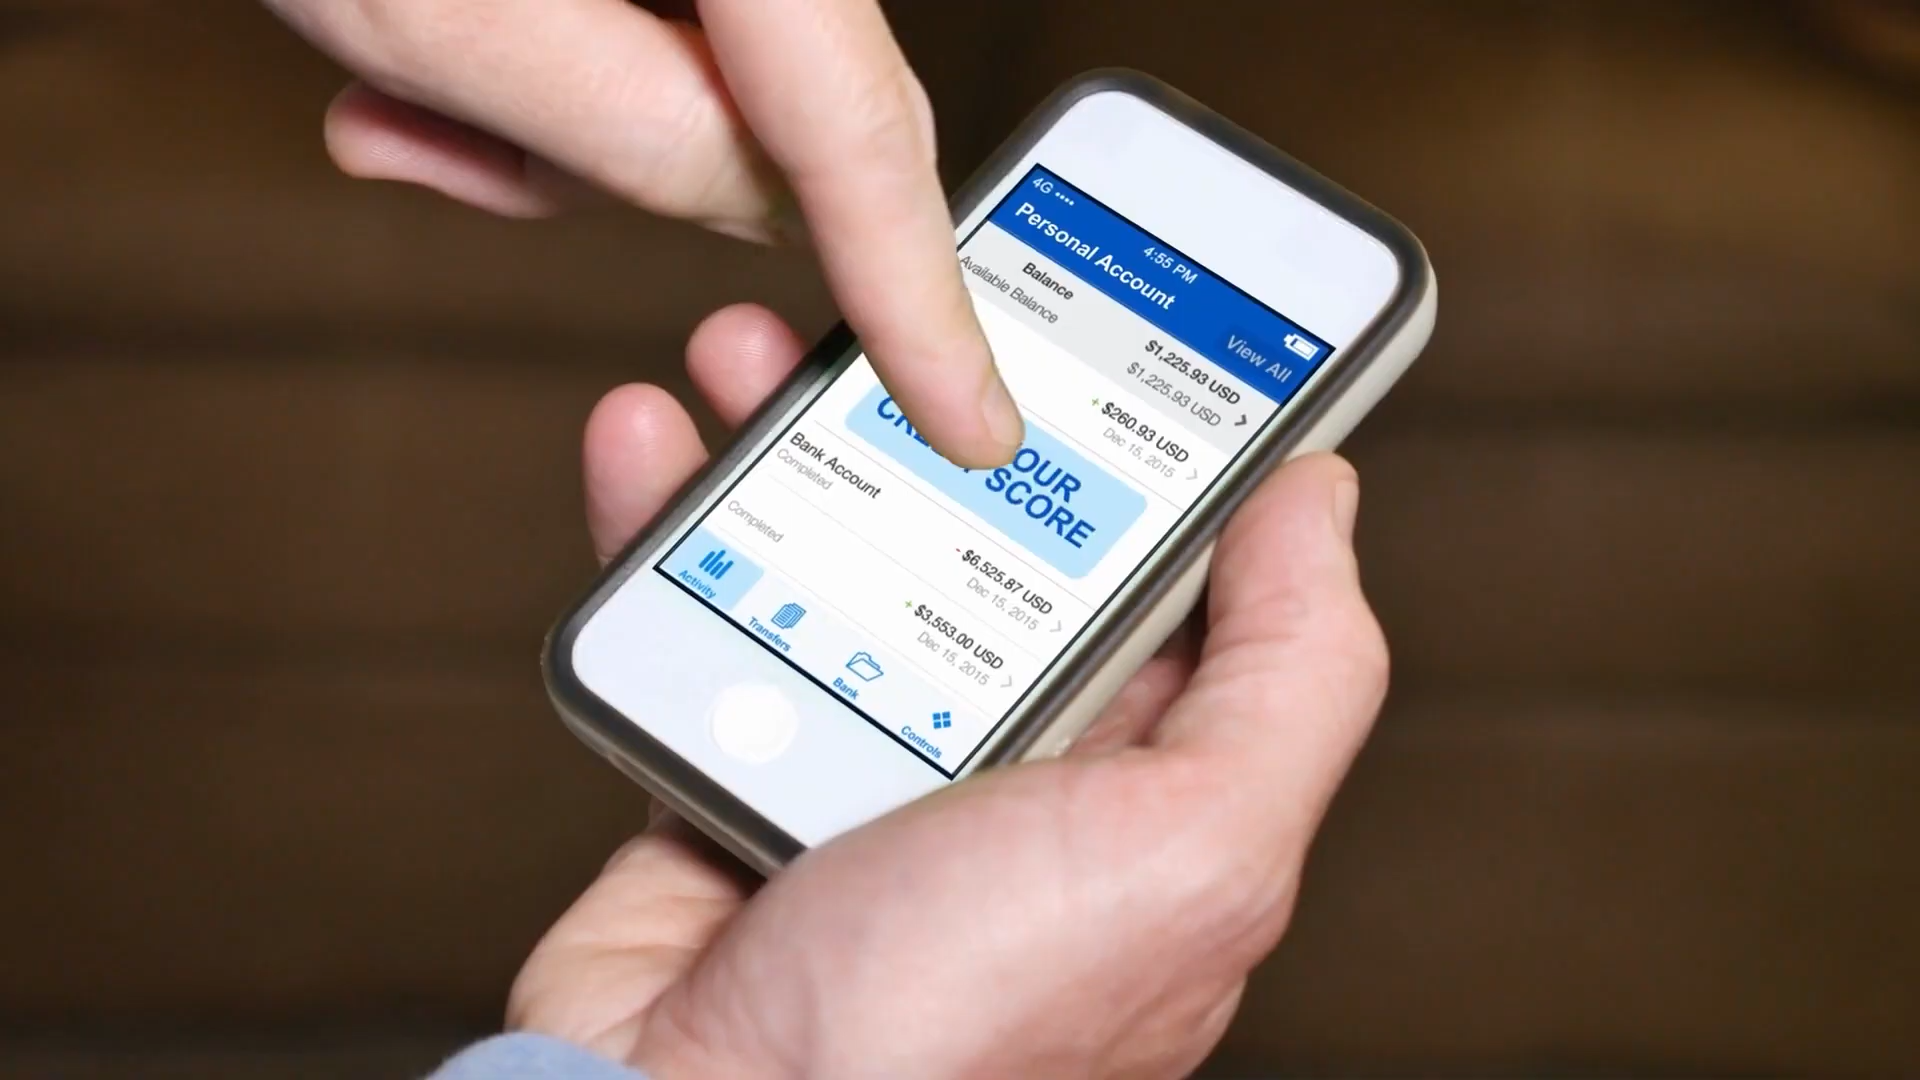 4G
4:55 PM
Personal Account
View All
Balance
$1,225.93 USD
Available Balance
$1,225.93 USD
+ $260.93 USD
Dec 15, 2015
YOUR
CREDIT SCORE
Bank Account
- $6,525.87 USD
Completed
Dec 15, 2015
+ $3,553.00 USD
Completed
Dec 15, 2015
Activity
Transfers
Bank
Controls